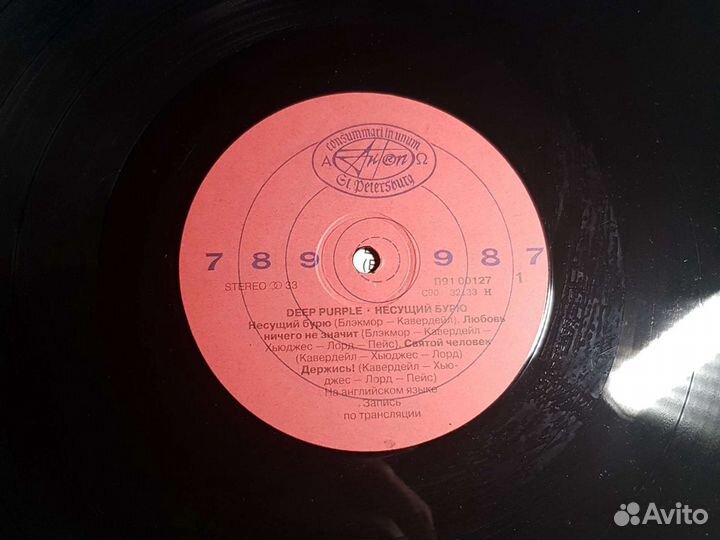 consummari in unum
Α АнТон Ω
St. Petersburg
7 8 9 9 8 7
STEREO 33
П91 00127
С90 32133 Н
1
DEEP PURPLE · НЕСУЩИЙ БУРЮ
Несущий бурю (Блэкмор — Кавердейл). Любовь
ничего не значит (Блэкмор — Кавердейл —
Хьюджес — Лорд — Пейс). Святой человек
(Кавердейл — Хьюджес — Лорд)
Держись! (Кавердейл — Хью-
джес — Лорд — Пейс)
На английском языке
Запись
по трансляции
Avito